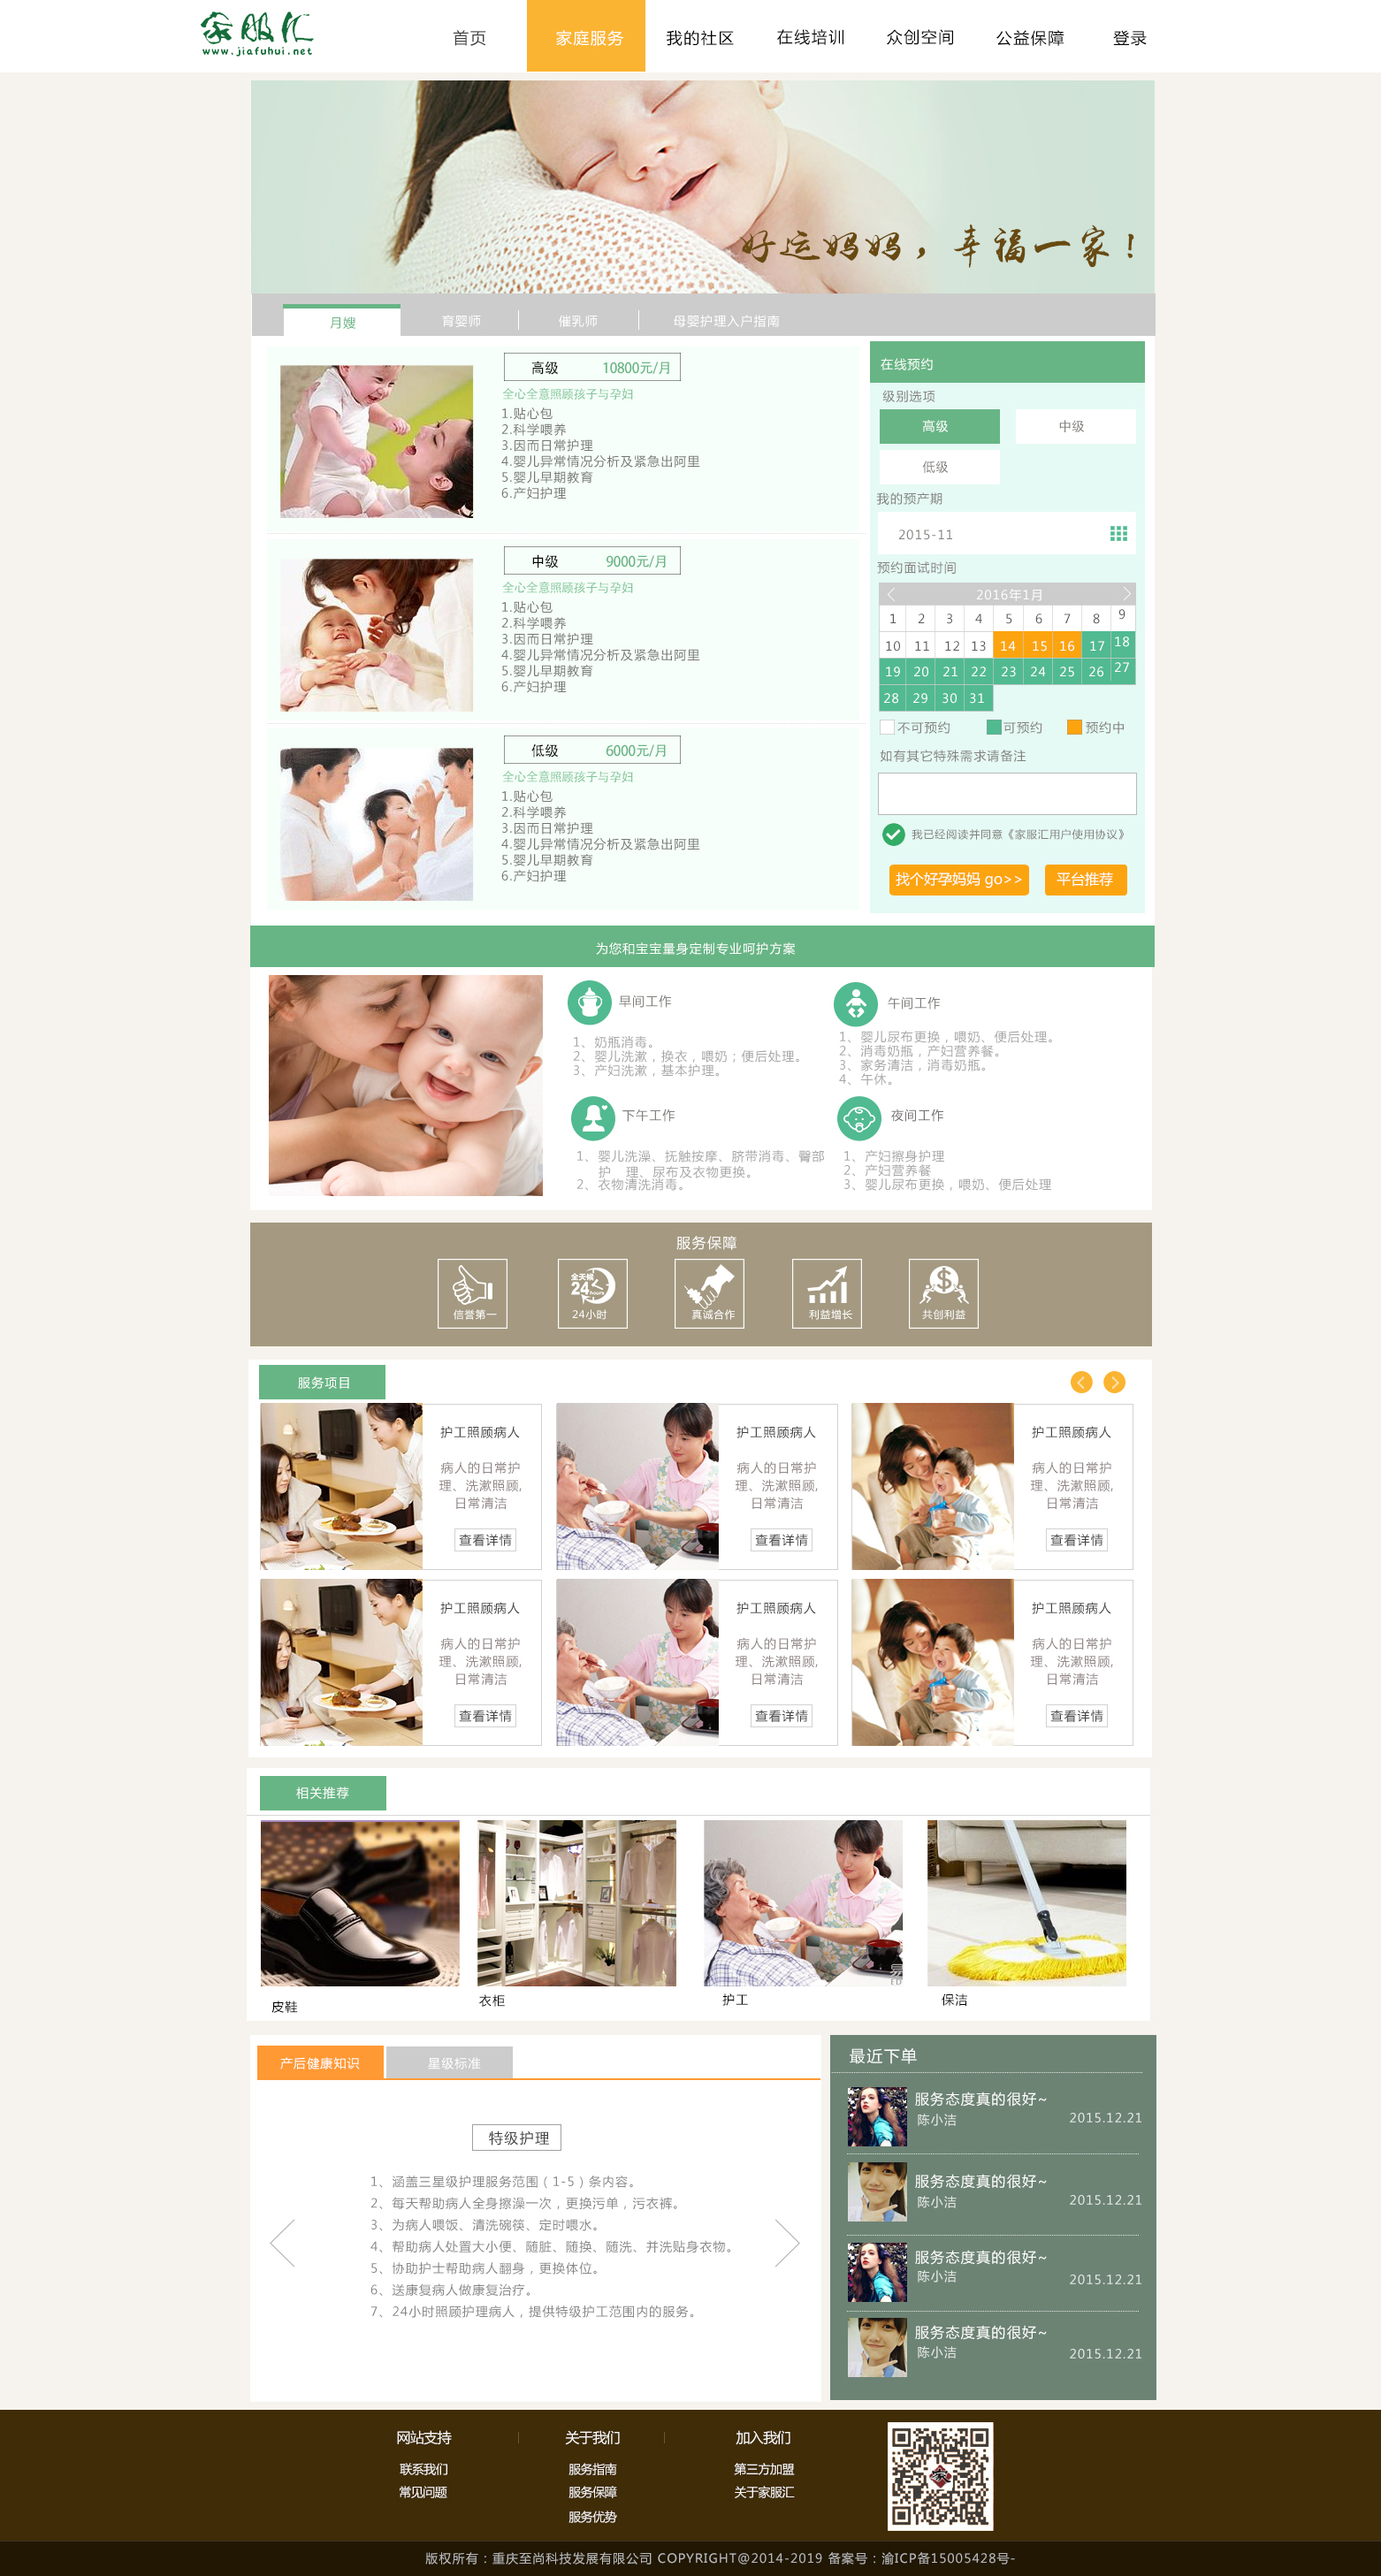 家服汇
www.jiafuhui.net
首页 家庭服务 我的社区 在线培训 众创空间 公益保障 登录
好运妈妈，幸福一家！
月嫂 育婴师 催乳师 母婴护理入户指南
高级 10800元/月
全心全意照顾孩子与孕妇
1.贴心包
2.科学喂养
3.因而日常护理
4.婴儿异常情况分析及紧急出阿里
5.婴儿早期教育
6.产妇护理
中级 9000元/月
全心全意照顾孩子与孕妇
1.贴心包
2.科学喂养
3.因而日常护理
4.婴儿异常情况分析及紧急出阿里
5.婴儿早期教育
6.产妇护理
低级 6000元/月
全心全意照顾孩子与孕妇
1.贴心包
2.科学喂养
3.因而日常护理
4.婴儿异常情况分析及紧急出阿里
5.婴儿早期教育
6.产妇护理
在线预约
级别选项
高级 中级
低级
我的预产期
2015-11
预约面试时间
2016年1月
1 2 3 4 5 6 7 8 9
10 11 12 13 14 15 16 17 18
19 20 21 22 23 24 25 26 27
28 29 30 31
不可预约 可预约 预约中
如有其它特殊需求请备注
我已经阅读并同意《家服汇用户使用协议》
找个好孕妈妈 go>> 平台推荐
为您和宝宝量身定制专业呵护方案
早间工作
1、奶瓶消毒。
2、婴儿洗漱，换衣，喂奶；便后处理。
3、产妇洗漱，基本护理。
午间工作
1、婴儿尿布更换，喂奶、便后处理。
2、消毒奶瓶，产妇营养餐。
3、家务清洁，消毒奶瓶。
4、午休。
下午工作
1、婴儿洗澡、抚触按摩、脐带消毒、臀部
护 理、尿布及衣物更换。
2、衣物清洗消毒。
夜间工作
1、产妇擦身护理
2、产妇营养餐
3、婴儿尿布更换，喂奶、便后处理
服务保障
信誉第一
全天候
24 hours
24小时
真诚合作
利益增长
$
共创利益
服务项目
护工照顾病人
病人的日常护
理、洗漱照顾,
日常清洁
查看详情
护工照顾病人
病人的日常护
理、洗漱照顾,
日常清洁
查看详情
护工照顾病人
病人的日常护
理、洗漱照顾,
日常清洁
查看详情
护工照顾病人
病人的日常护
理、洗漱照顾,
日常清洁
查看详情
护工照顾病人
病人的日常护
理、洗漱照顾,
日常清洁
查看详情
护工照顾病人
病人的日常护
理、洗漱照顾,
日常清洁
查看详情
相关推荐
皮鞋 衣柜 护工 保洁
产后健康知识 星级标准
特级护理
1、涵盖三星级护理服务范围（1-5）条内容。
2、每天帮助病人全身擦澡一次，更换污单，污衣裤。
3、为病人喂饭、清洗碗筷、定时喂水。
4、帮助病人处置大小便、随脏、随换、随洗、并洗贴身衣物。
5、协助护士帮助病人翻身，更换体位。
6、送康复病人做康复治疗。
7、24小时照顾护理病人，提供特级护工范围内的服务。
最近下单
服务态度真的很好~
陈小洁 2015.12.21
服务态度真的很好~
陈小洁 2015.12.21
服务态度真的很好~
陈小洁 2015.12.21
服务态度真的很好~
陈小洁 2015.12.21
网站支持
联系我们
常见问题
关于我们
服务指南
服务保障
服务优势
加入我们
第三方加盟
关于家服汇
版权所有：重庆至尚科技发展有限公司 COPYRIGHT@2014-2019 备案号：渝ICP备15005428号-